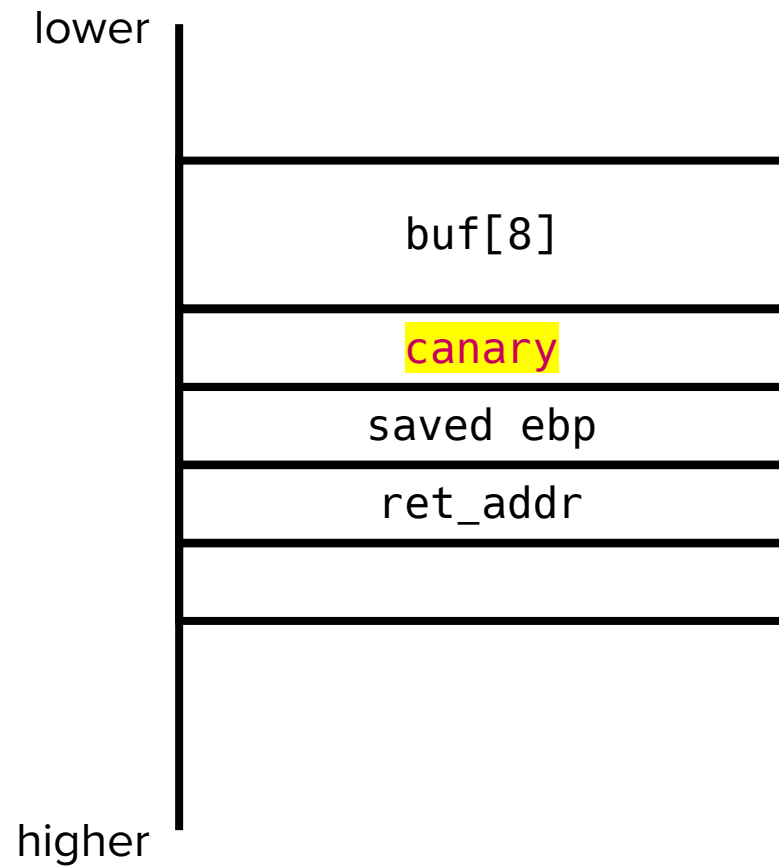 lower
buf[8]
canary
saved ebp
ret_addr
higher